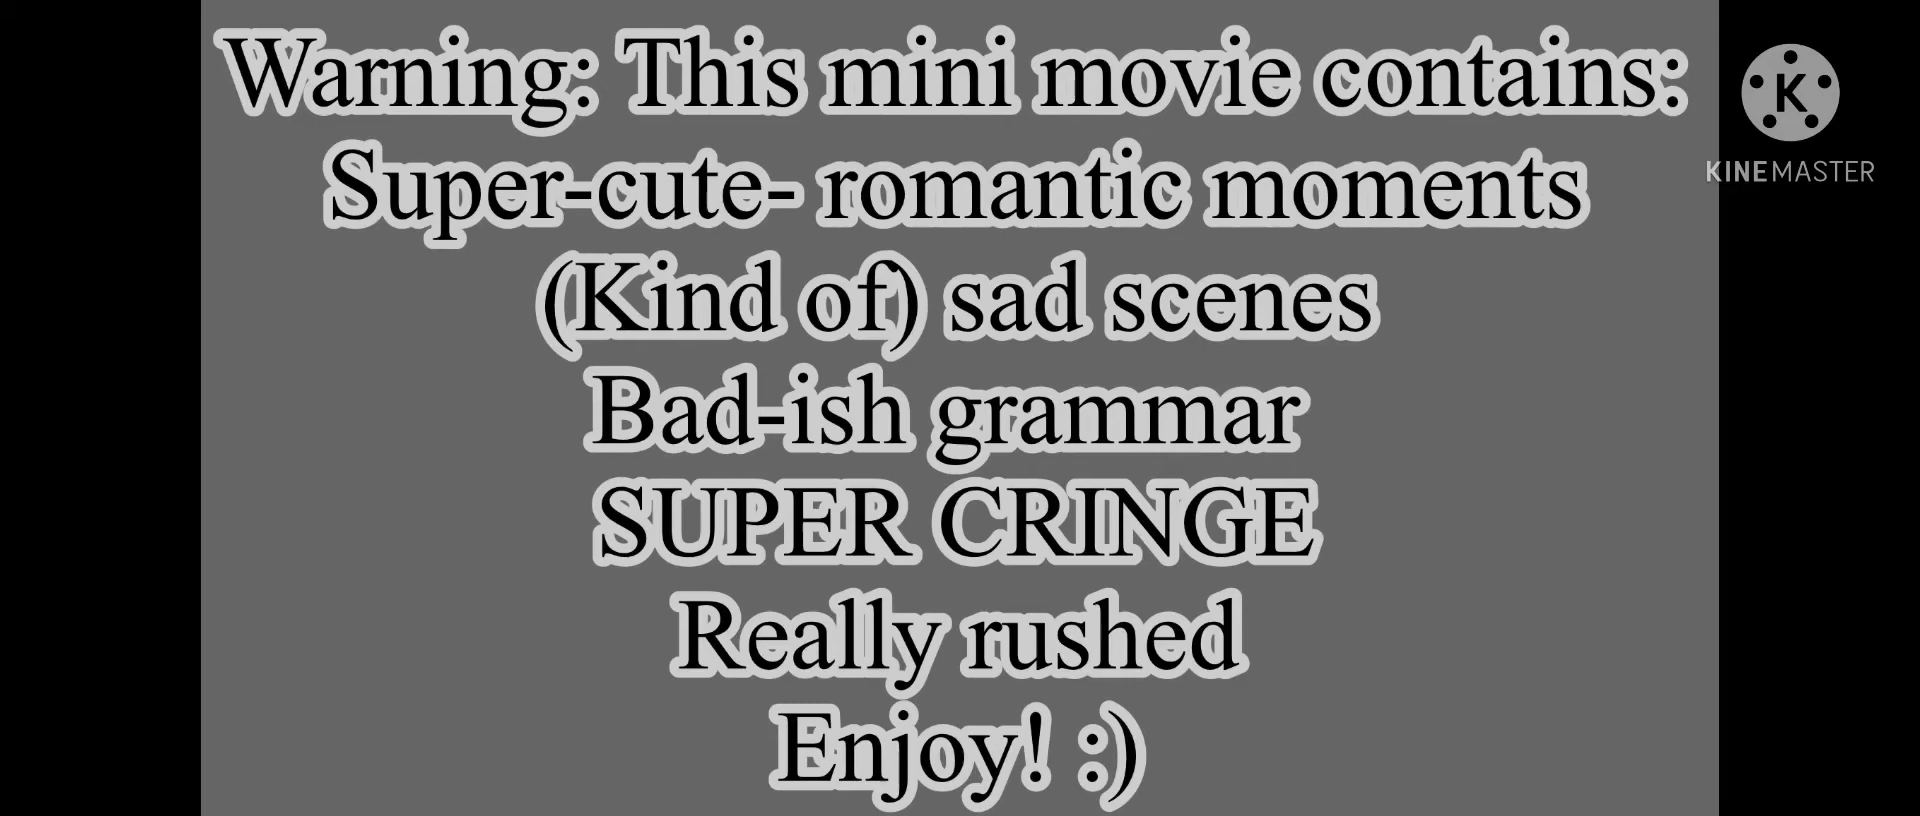 Warning: This mini movie contains:
Super-cute- romantic moments
(Kind of) sad scenes
Bad-ish grammar
SUPER CRINGE
Really rushed
Enjoy! :)
K
KINEMASTER